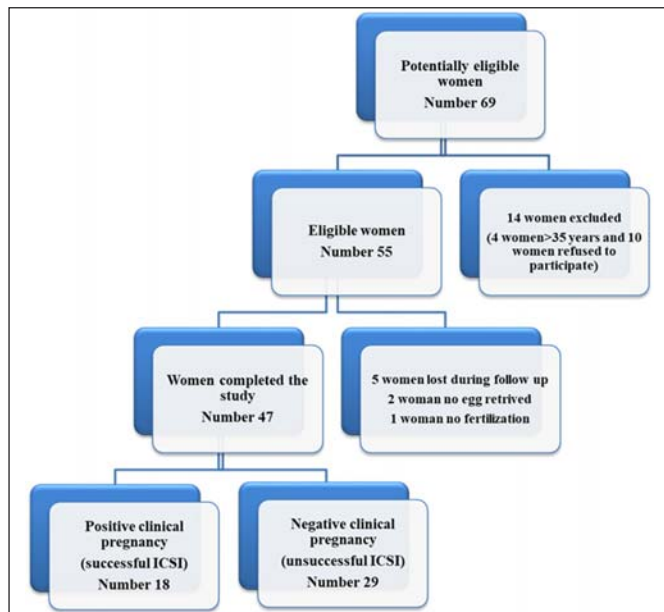 Potentially eligible
women
Number 69
Eligible women
Number 55
14 women excluded
(4 women>35 years and 10
women refused to
participate)
Women completed the
study
Number 47
5 women lost during follow up
2 woman no egg retrived
1 woman no fertilization
Positive clinical
pregnancy
(successful ICSI)
Number 18
Negative clinical
pregnancy
(unsuccessful ICSI)
Number 29